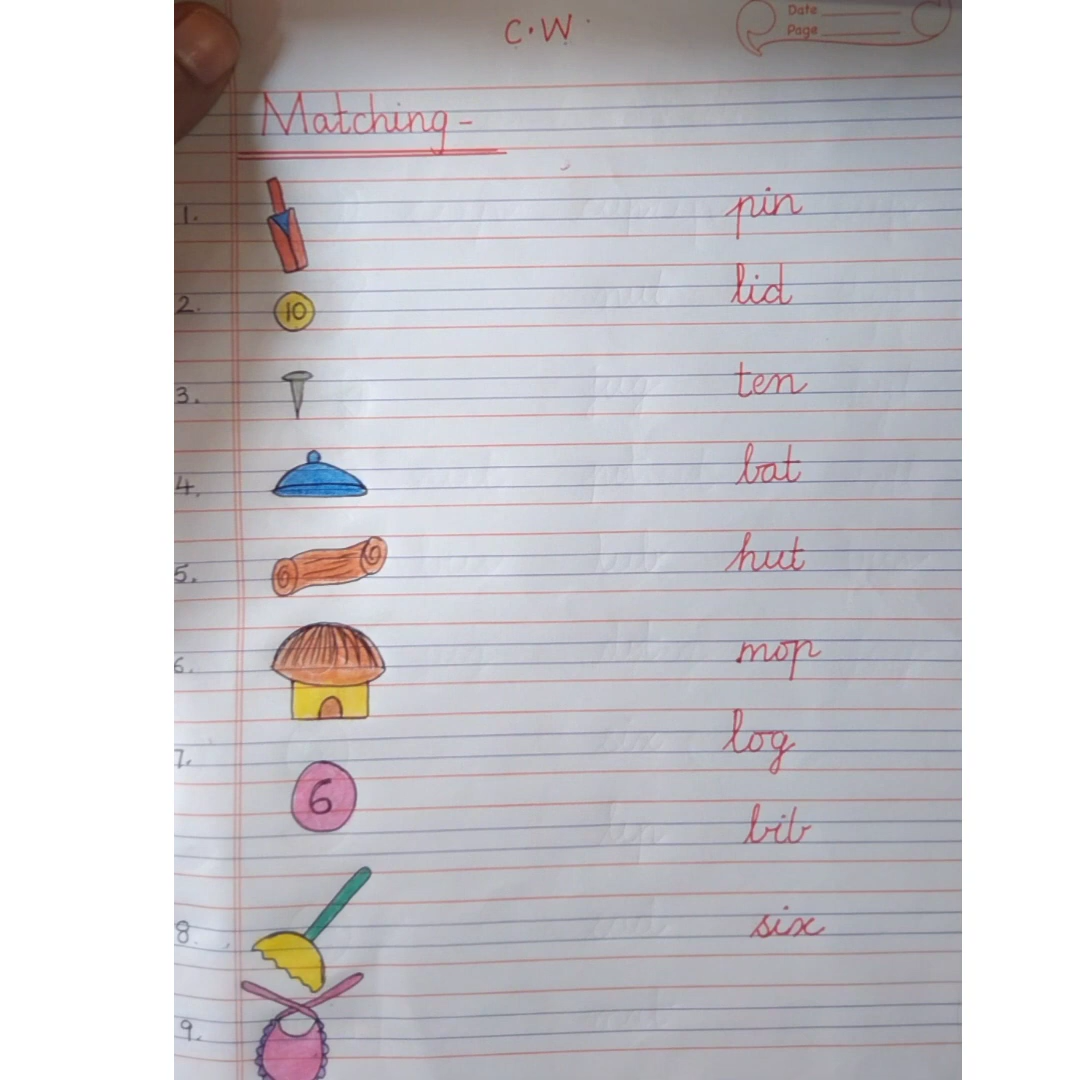 C.W.
Date
Page
Matching -
1. pin
lid
2. 10
ten
3.
bat
4.
hut
5.
6. mop
log
7.
6
bib
8. six
9.